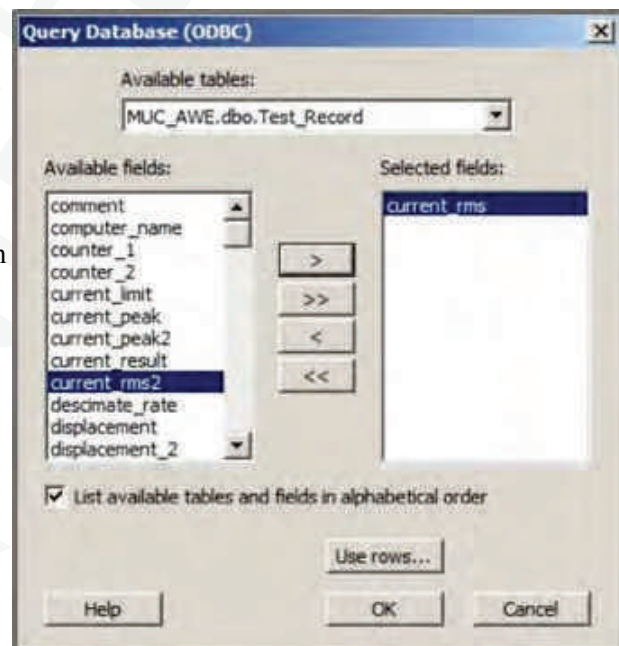 Query Database (ODBC)
Available tables:
MUC_AWE.dbo.Test_Record
Available fields:
Selected fields:
comment
computer_name
counter_1
counter_2
current_limit
current_peak
current_peak2
current_result
current_rms2
descimate_rate
displacement
displacement_2
current_rms
>
>>
<
<<
List available tables and fields in alphabetical order
Use rows...
Help
OK
Cancel